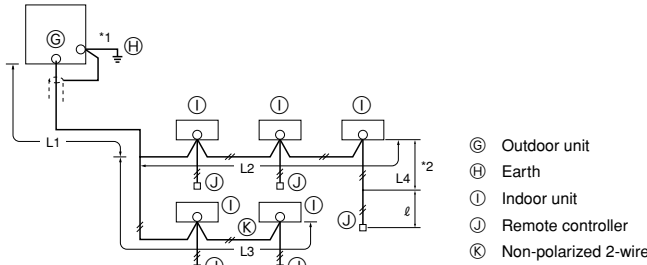 Ⓖ
*1
Ⓗ
Ⓘ
Ⓘ
Ⓘ
L1
L2
Ⓙ
Ⓙ
L4
*2
ℓ
Ⓙ
Ⓘ
Ⓚ
Ⓘ
L3
Ⓙ
Ⓙ
Ⓖ Outdoor unit
Ⓗ Earth
Ⓘ Indoor unit
Ⓙ Remote controller
Ⓚ Non-polarized 2-wire